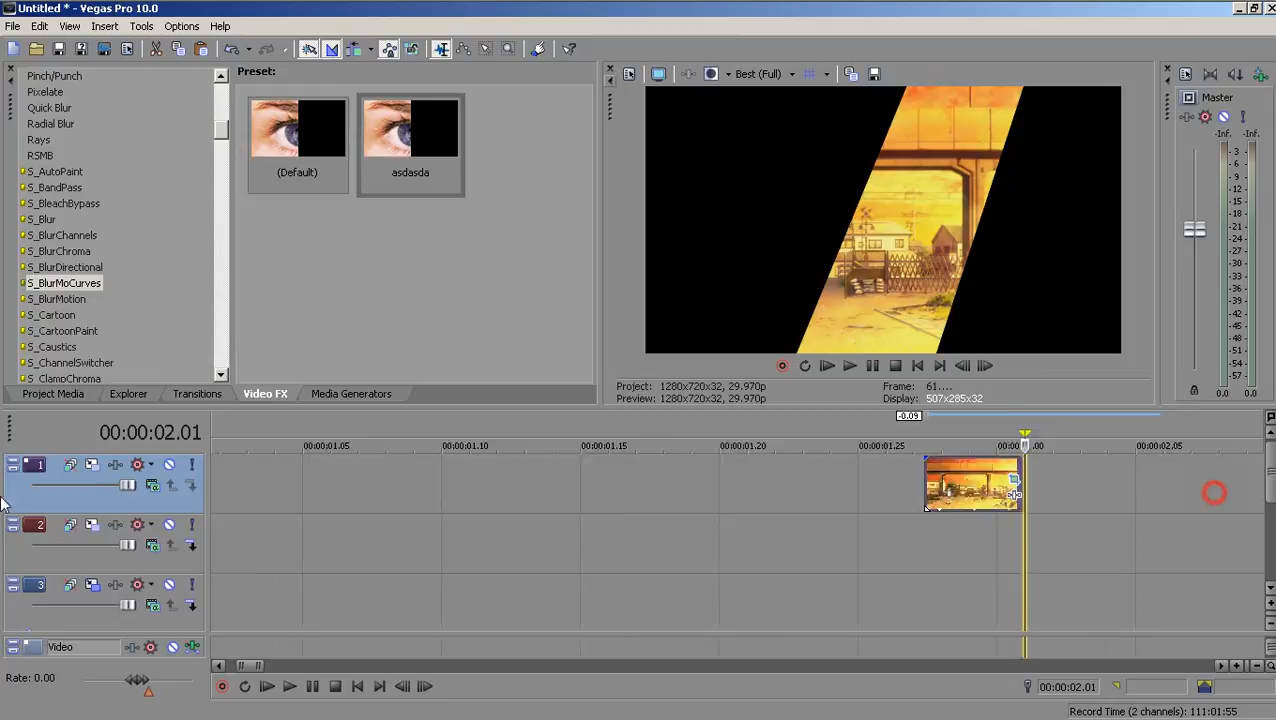 Untitled * - Vegas Pro 10.0
File Edit View Insert Tools Options Help
Pinch/Punch
Pixelate
Quick Blur
Radial Blur
Rays
RSMB
S_AutoPaint
S_BandPass
S_BleachBypass
S_Blur
S_BlurChannels
S_BlurChroma
S_BlurDirectional
S_BlurMoCurves
S_BlurMotion
S_Cartoon
S_CartoonPaint
S_Caustics
S_ChannelSwitcher
S_ClampChroma
Preset:
(Default)
asdasda
Project Media Explorer Transitions Video FX Media Generators
Best (Full)
Project: 1280x720x32, 29.970p
Preview: 1280x720x32, 29.970p
Frame: 61....
Display: 507x285x32
Master
-Inf. -Inf.
- 3 -
- 6 -
- 9 -
-12-
-15-
-18-
-21-
-24-
-27-
-30-
-33-
-36-
-39-
-42-
-45-
-48-
-51-
-54-
-57-
0.0 0.0
-0.09
00:00:02.01
00:00:01.05 00:00:01.10 00:00:01.15 00:00:01.20 00:00:01.25 00:00:02.05
1
2
3
Video
Rate: 0.00
00:00:02.01
Record Time (2 channels): 111:01:55